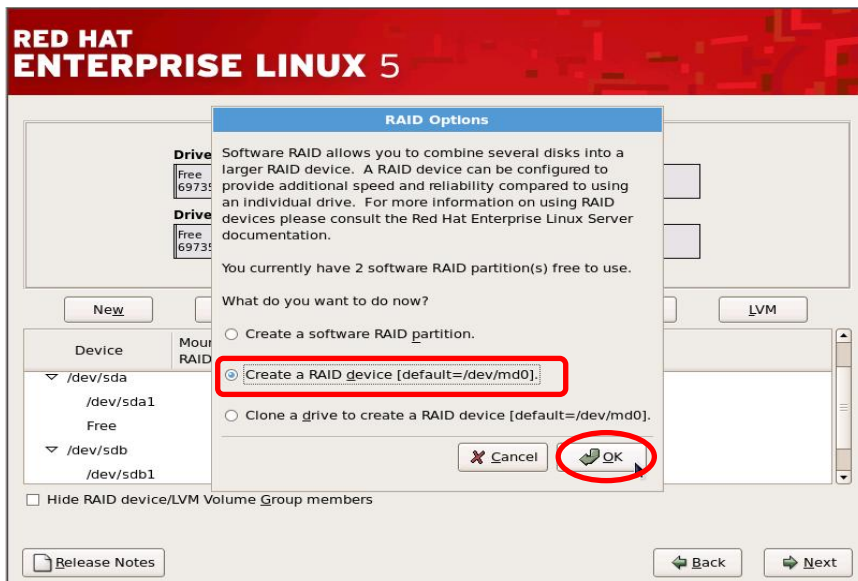 RED HAT
ENTERPRISE LINUX 5
RAID Options
Software RAID allows you to combine several disks into a
larger RAID device. A RAID device can be configured to
provide additional speed and reliability compared to using
an individual drive. For more information on using RAID
devices please consult the Red Hat Enterprise Linux Server
documentation.
You currently have 2 software RAID partition(s) free to use.
What do you want to do now?
Create a software RAID partition.
Create a RAID device [default=/dev/md0].
Clone a drive to create a RAID device [default=/dev/md0].
Cancel
OK
Drive
Free
6973
Drive
Free
6973
New
LVM
Device
Mou
RAID
/dev/sda
/dev/sda1
Free
/dev/sdb
/dev/sdb1
Hide RAID device/LVM Volume Group members
Release Notes
Back
Next